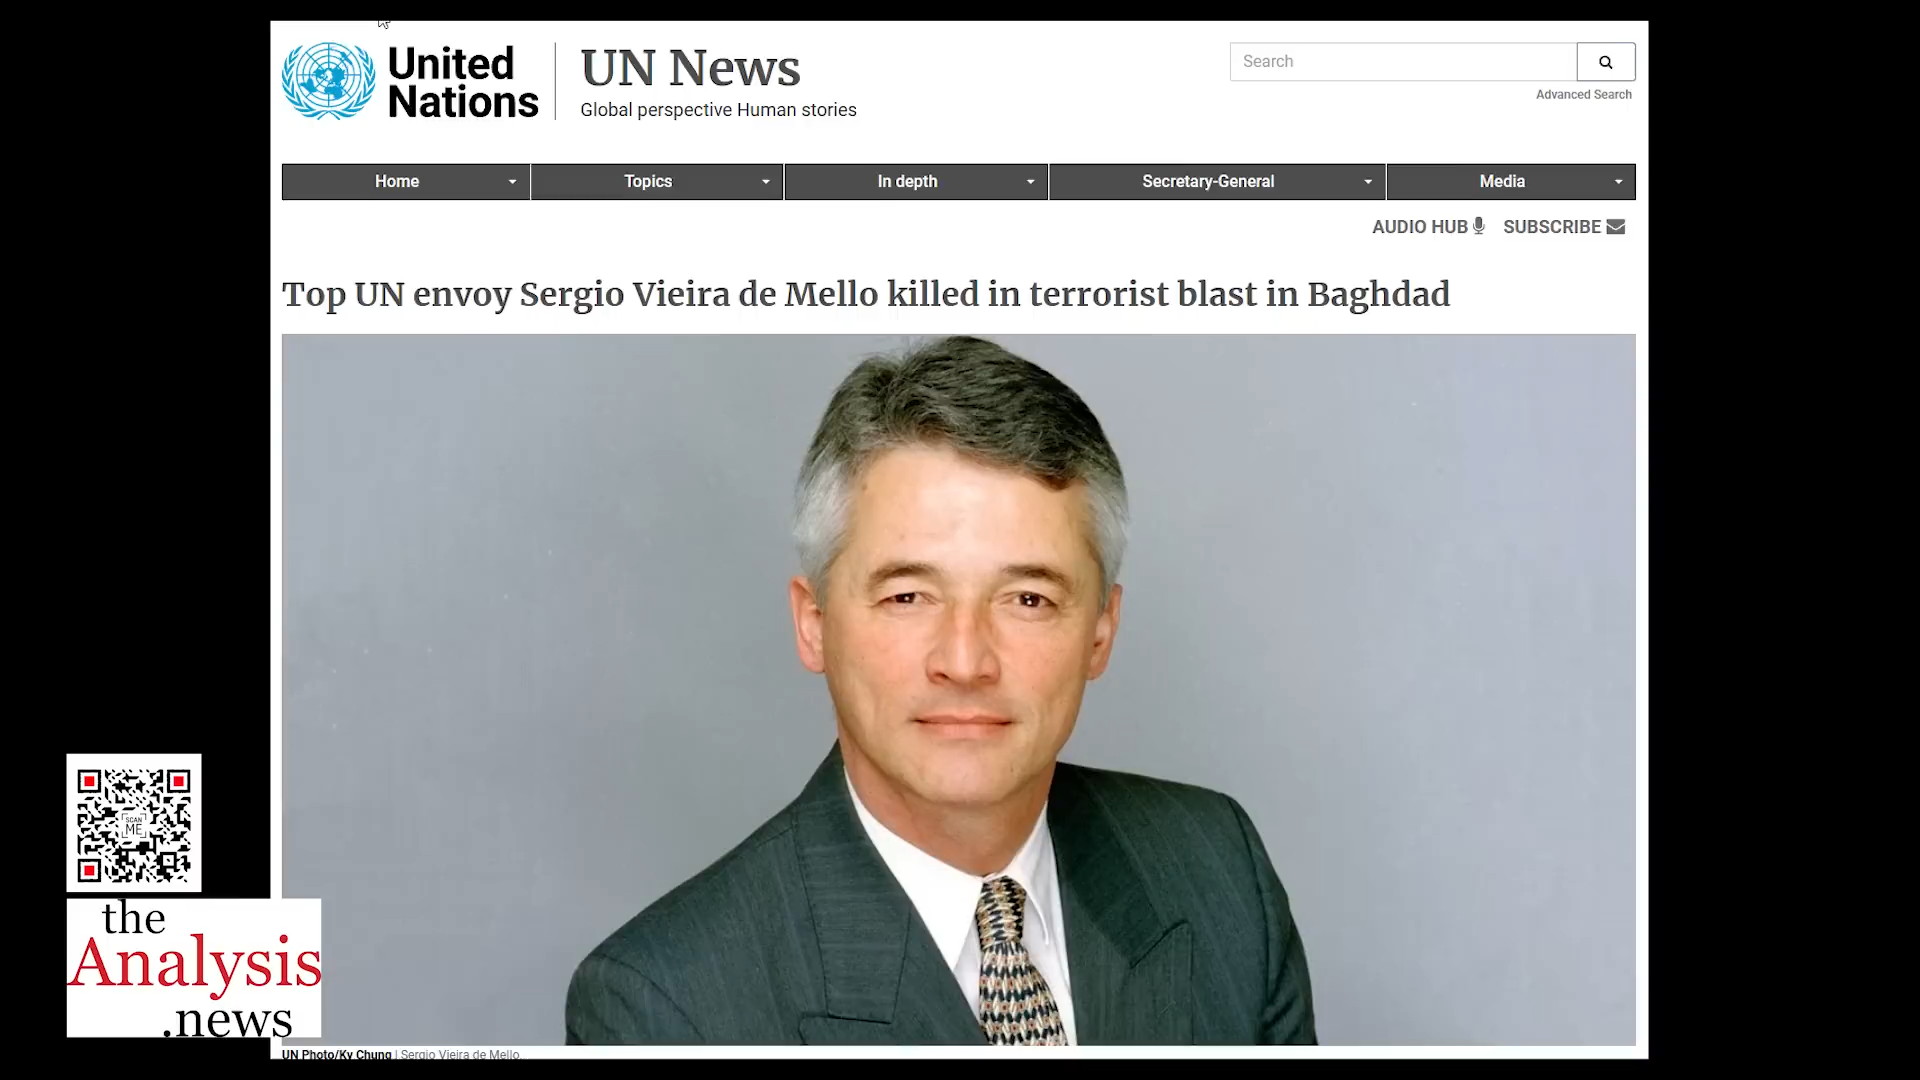 United
Nations
UN News
Global perspective Human stories
Search
Advanced Search
Home
Topics
In depth
Secretary-General
Media
AUDIO HUB
SUBSCRIBE
Top UN envoy Sergio Vieira de Mello killed in terrorist blast in Baghdad
SCAN
ME
the
Analysis
.news
UN Photo/Ky Chung | Sergio Vieira de Mello.